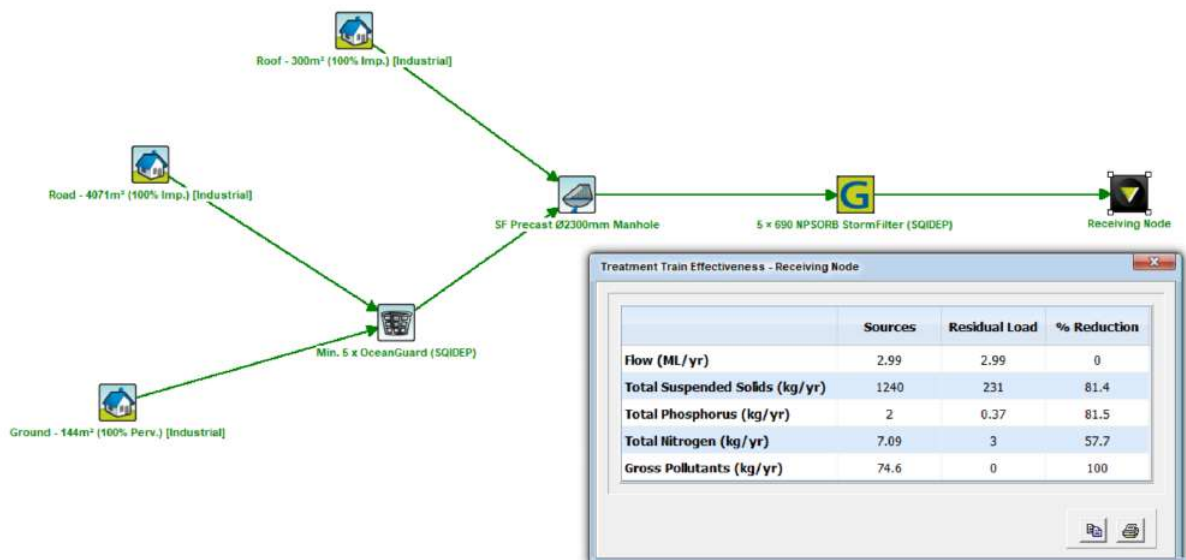 Roof - 300m² (100% Imp.) [Industrial]
Road - 4071m² (100% Imp.) [Industrial]
SF Precast Ø2300mm Manhole
5 × 690 NPSORB StormFilter (SQIDEP)
Receiving Node
Min. 5 x OceanGuard (SQIDEP)
Ground - 144m² (100% Perv.) [Industrial]
Treatment Train Effectiveness - Receiving Node
Sources Residual Load % Reduction
Flow (ML/yr) 2.99 2.99 0
Total Suspended Solids (kg/yr) 1240 231 81.4
Total Phosphorus (kg/yr) 2 0.37 81.5
Total Nitrogen (kg/yr) 7.09 3 57.7
Gross Pollutants (kg/yr) 74.6 0 100